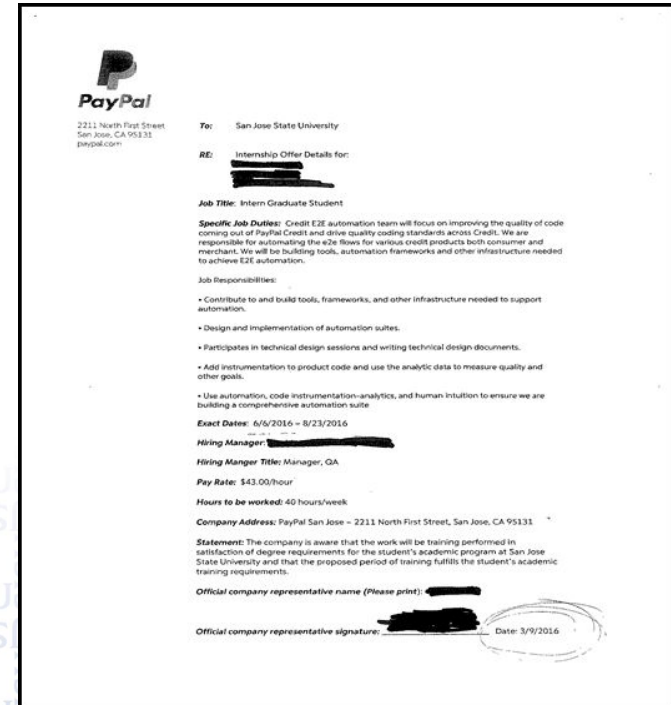 PayPal
2211 North First Street
San Jose, CA 95131
paypal.com
To: San Jose State University
RE: Internship Offer Details for:
Job Title: Intern Graduate Student
Specific Job Duties: Credit E2E automation team will focus on improving the quality of code
coming out of PayPal Credit and drive quality coding standards across Credit. We are
responsible for automating the e2e flows for various credit products both consumer and
merchant. We will be building tools, automation frameworks and other infrastructure needed
to achieve E2E automation.
Job Responsibilities:
• Contribute to and build tools, frameworks, and other infrastructure needed to support
automation.
• Design and implementation of automation suites.
• Participates in technical design sessions and writing technical design documents.
• Add instrumentation to product code and use the analytic data to measure quality and
other goals.
• Use automation, code instrumentation-analytics, and human intuition to ensure we are
building a comprehensive automation suite
Exact Dates: 6/6/2016 – 8/23/2016
Hiring Manager:
Hiring Manger Title: Manager, QA
Pay Rate: $43.00/hour
Hours to be worked: 40 hours/week
Company Address: PayPal San Jose – 2211 North First Street, San Jose, CA 95131
Statement: The company is aware that the work will be training performed in
satisfaction of degree requirements for the student's academic program at San Jose
State University and that the proposed period of training fulfills the student's academic
training requirements.
Official company representative name (Please print):
Official company representative signature: Date: 3/9/2016